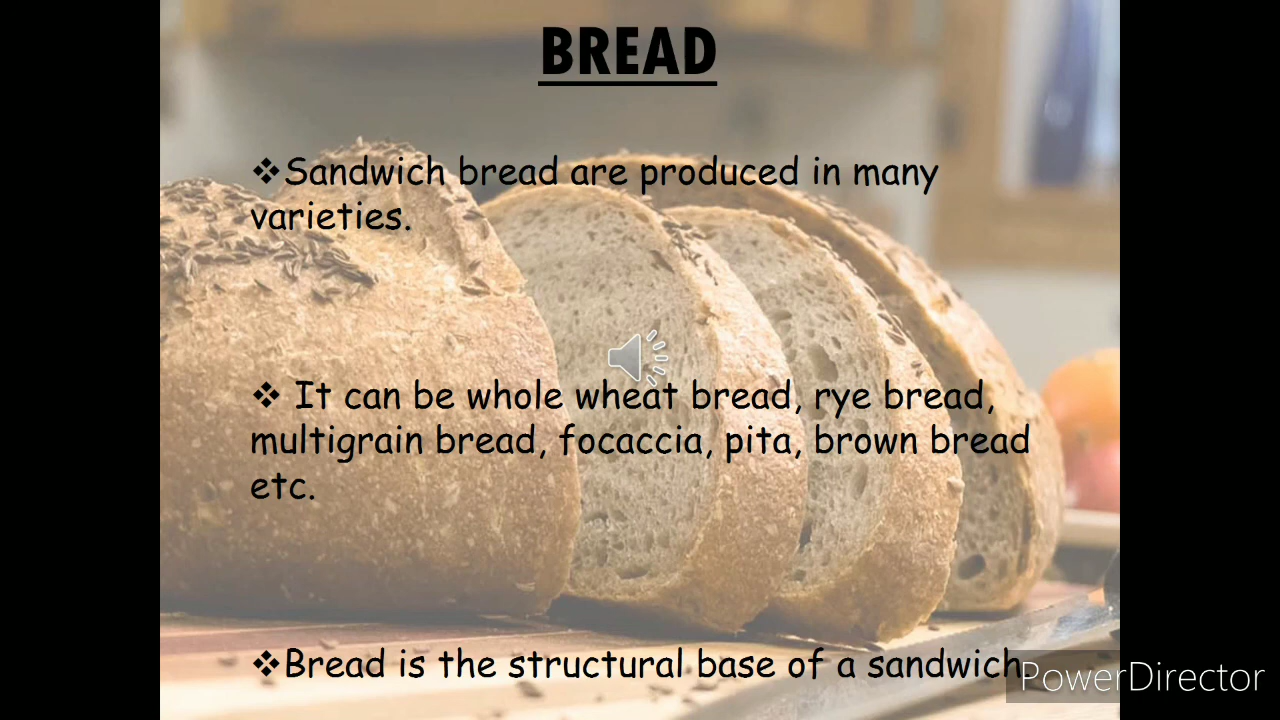 BREAD
❖Sandwich bread are produced in many
varieties.
❖ It can be whole wheat bread, rye bread,
multigrain bread, focaccia, pita, brown bread
etc.
❖Bread is the structural base of a sandwich.
PowerDirector